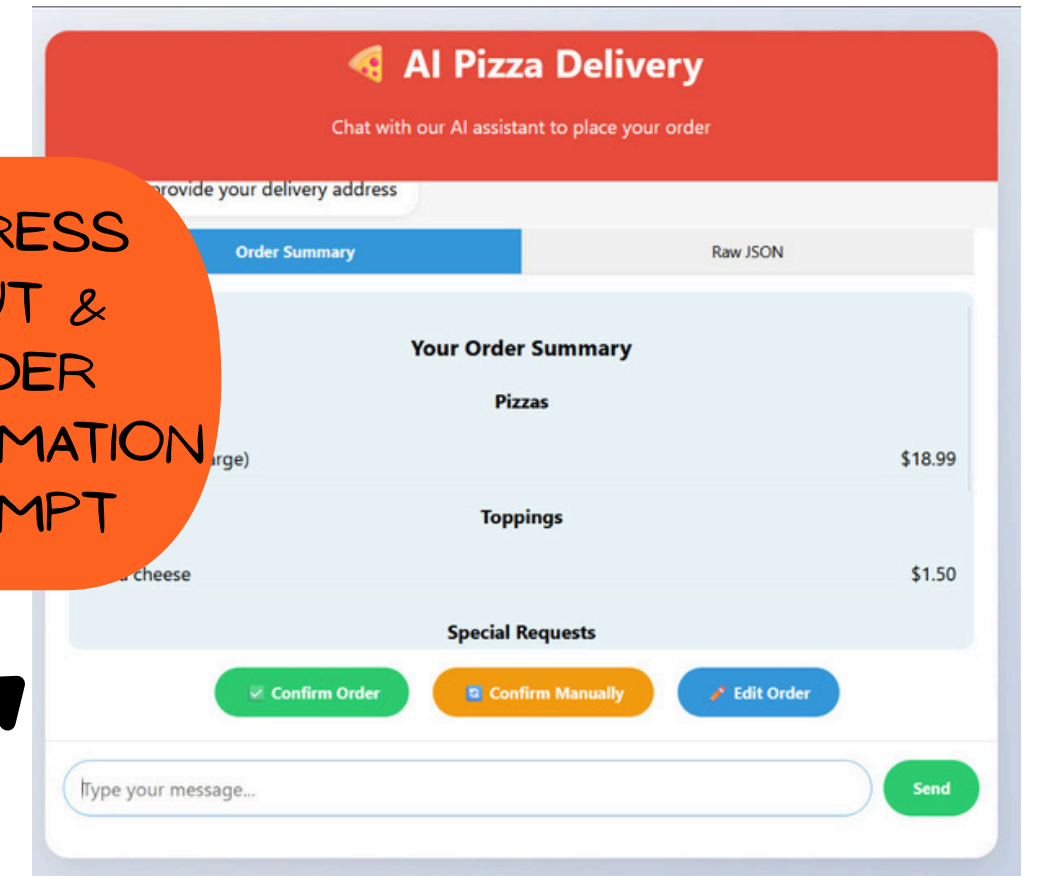 AI Pizza Delivery
Chat with our AI assistant to place your order
provide your delivery address
Order Summary
Raw JSON
RESS
UT &
DER
MATION
MPT
Your Order Summary
Pizzas
arge) $18.99
Toppings
cheese $1.50
Special Requests
Confirm Order
Confirm Manually
Edit Order
Type your message...
Send